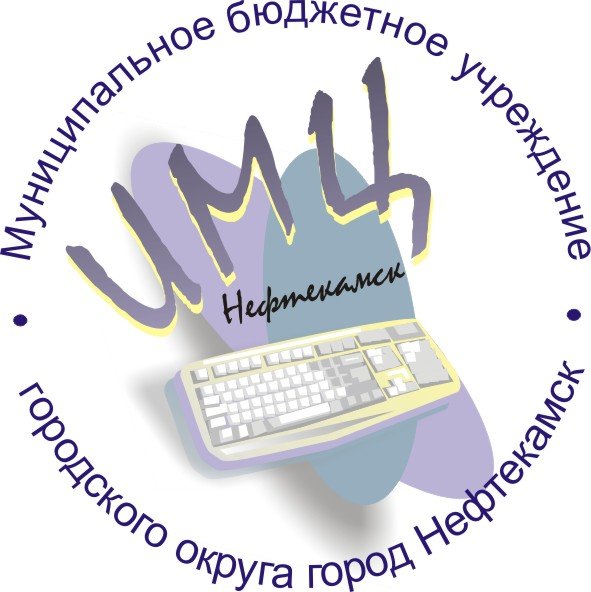 Муниципальное бюджетное учреждение
ИМЦ
Нефтекамск
городского округа город Нефтекамск